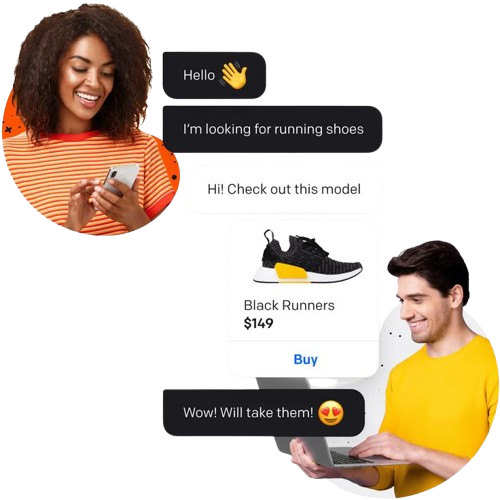 Hello 👋
I'm looking for running shoes
Hi! Check out this model
Black Runners
$149
Buy
Wow! Will take them! 😍